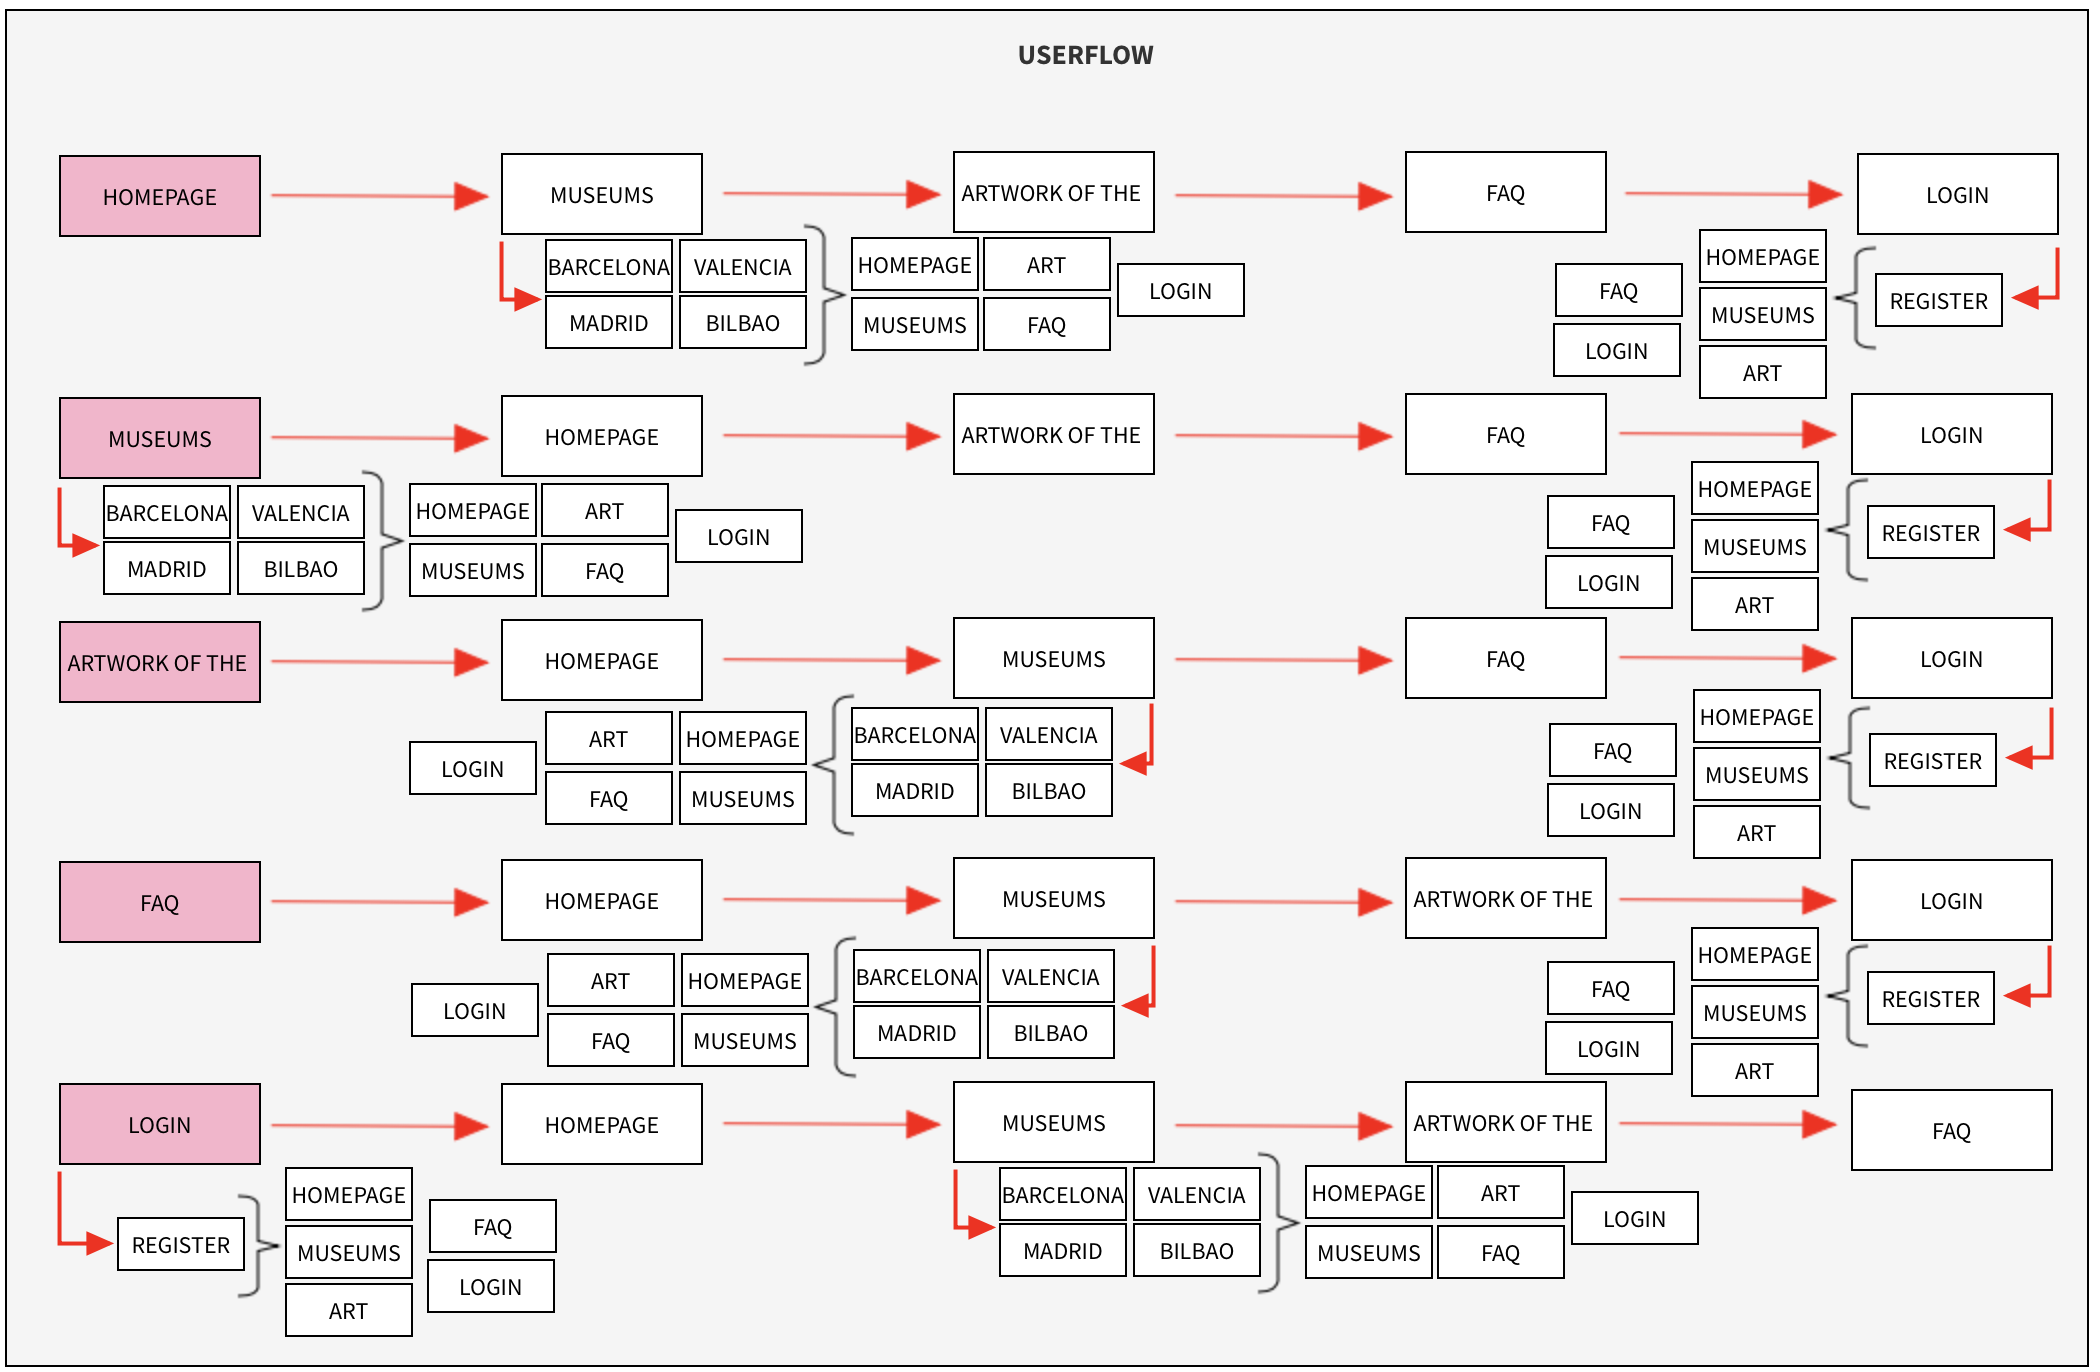 USERFLOW
HOMEPAGE
MUSEUMS
ARTWORK OF THE
FAQ
LOGIN
BARCELONA
VALENCIA
MADRID
BILBAO
HOMEPAGE
ART
MUSEUMS
FAQ
LOGIN
FAQ
LOGIN
HOMEPAGE
MUSEUMS
ART
REGISTER
MUSEUMS
HOMEPAGE
ARTWORK OF THE
FAQ
LOGIN
BARCELONA
VALENCIA
MADRID
BILBAO
HOMEPAGE
ART
MUSEUMS
FAQ
LOGIN
FAQ
LOGIN
HOMEPAGE
MUSEUMS
ART
REGISTER
ARTWORK OF THE
HOMEPAGE
MUSEUMS
FAQ
LOGIN
LOGIN
ART
HOMEPAGE
FAQ
MUSEUMS
BARCELONA
VALENCIA
MADRID
BILBAO
FAQ
LOGIN
HOMEPAGE
MUSEUMS
ART
REGISTER
FAQ
HOMEPAGE
MUSEUMS
ARTWORK OF THE
LOGIN
LOGIN
ART
HOMEPAGE
FAQ
MUSEUMS
BARCELONA
VALENCIA
MADRID
BILBAO
FAQ
LOGIN
HOMEPAGE
MUSEUMS
ART
REGISTER
LOGIN
HOMEPAGE
MUSEUMS
ARTWORK OF THE
FAQ
REGISTER
HOMEPAGE
MUSEUMS
ART
FAQ
LOGIN
BARCELONA
VALENCIA
MADRID
BILBAO
HOMEPAGE
ART
MUSEUMS
FAQ
LOGIN